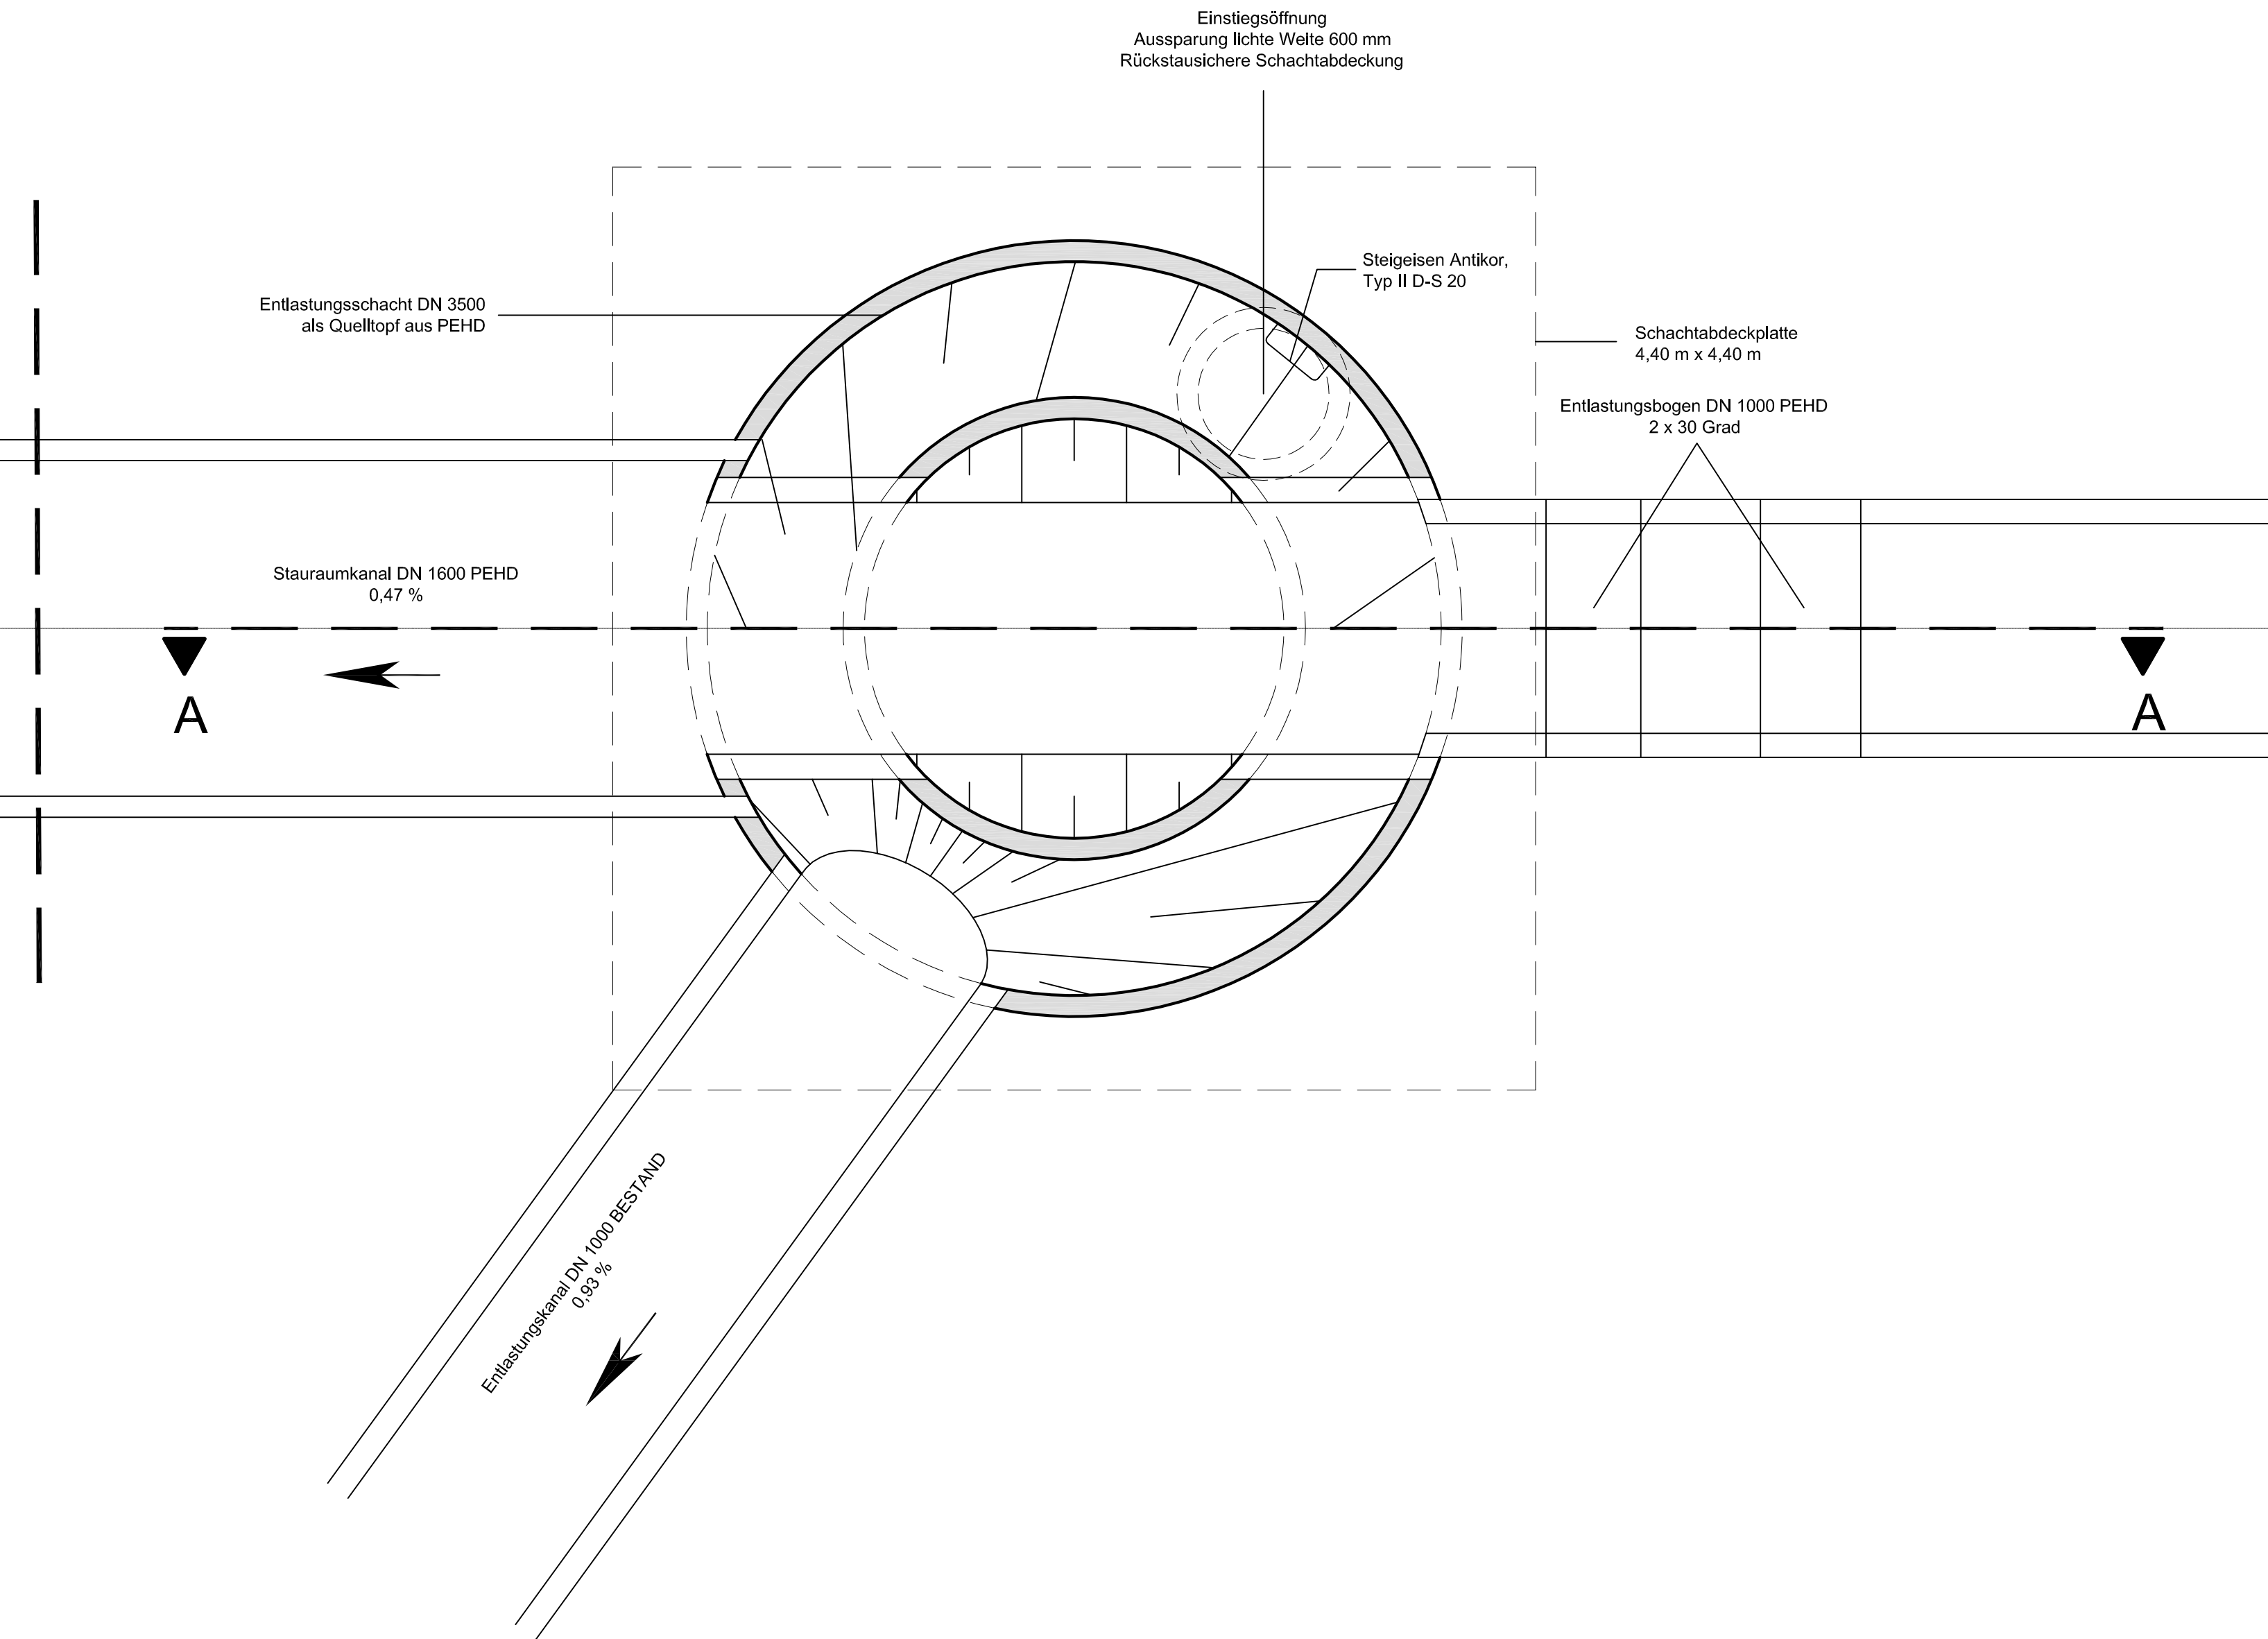 Einstiegsöffnung
Aussparung lichte Weite 600 mm
Rückstausichere Schachtabdeckung
Steigeisen Antikor,
Typ II D-S 20
Entlastungsschacht DN 3500
als Quelltopf aus PEHD
Schachtabdeckplatte
4,40 m x 4,40 m
Entlastungsbogen DN 1000 PEHD
2 x 30 Grad
Stauraumkanal DN 1600 PEHD
0,47 %
A
A
Entlastungskanal DN 1000 BESTAND
0,93 %